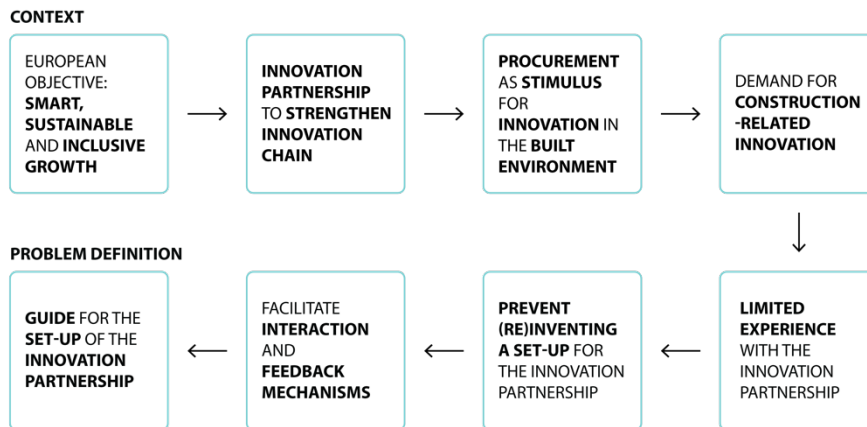 CONTEXT
EUROPEAN
OBJECTIVE:
SMART,
SUSTAINABLE
AND INCLUSIVE
GROWTH
INNOVATION
PARTNERSHIP
TO STRENGTHEN
INNOVATION
CHAIN
PROCUREMENT
AS STIMULUS
FOR
INNOVATION IN
THE BUILT
ENVIRONMENT
DEMAND FOR
CONSTRUCTION
-RELATED
INNOVATION
PROBLEM DEFINITION
GUIDE FOR THE
SET-UP OF THE
INNOVATION
PARTNERSHIP
FACILITATE
INTERACTION
AND
FEEDBACK
MECHANISMS
PREVENT
(RE)INVENTING
A SET-UP FOR
THE INNOVATION
PARTNERSHIP
LIMITED
EXPERIENCE
WITH THE
INNOVATION
PARTNERSHIP